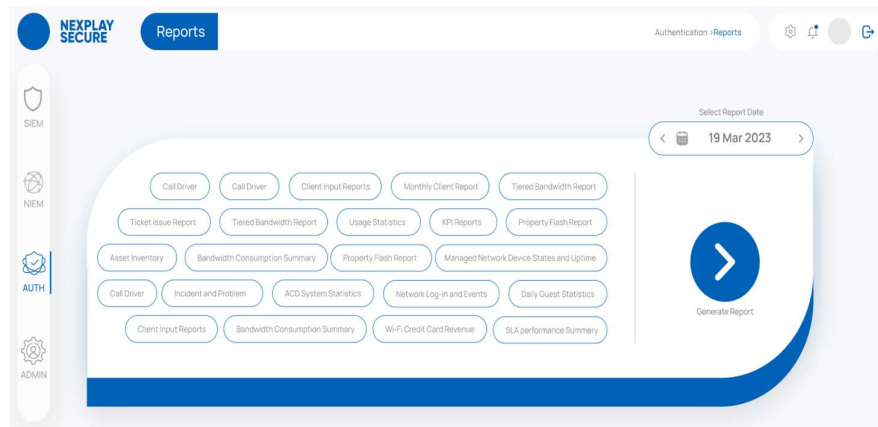 NEXPLAY
SECURE
Reports
Authentication >Reports
SIEM
NIEM
AUTH
ADMIN
Select Report Date
< 19 Mar 2023 >
Call Driver Call Driver Client Input Reports Monthly Client Report Tiered Bandwidth Report
Ticket issue Report Tiered Bandwidth Report Usage Statistics KPI Reports Property Flash Report
Asset Inventory Bandwidth Consumption Summary Property Flash Report Managed Network Device States and Uptime
Call Driver Incident and Problem ACD System Statistics Network Log-in and Events Daily Guest Statistics
Client Input Reports Bandwidth Consumption Summary Wi-Fi Credit Card Revenue SLA performance Summery
Generate Report